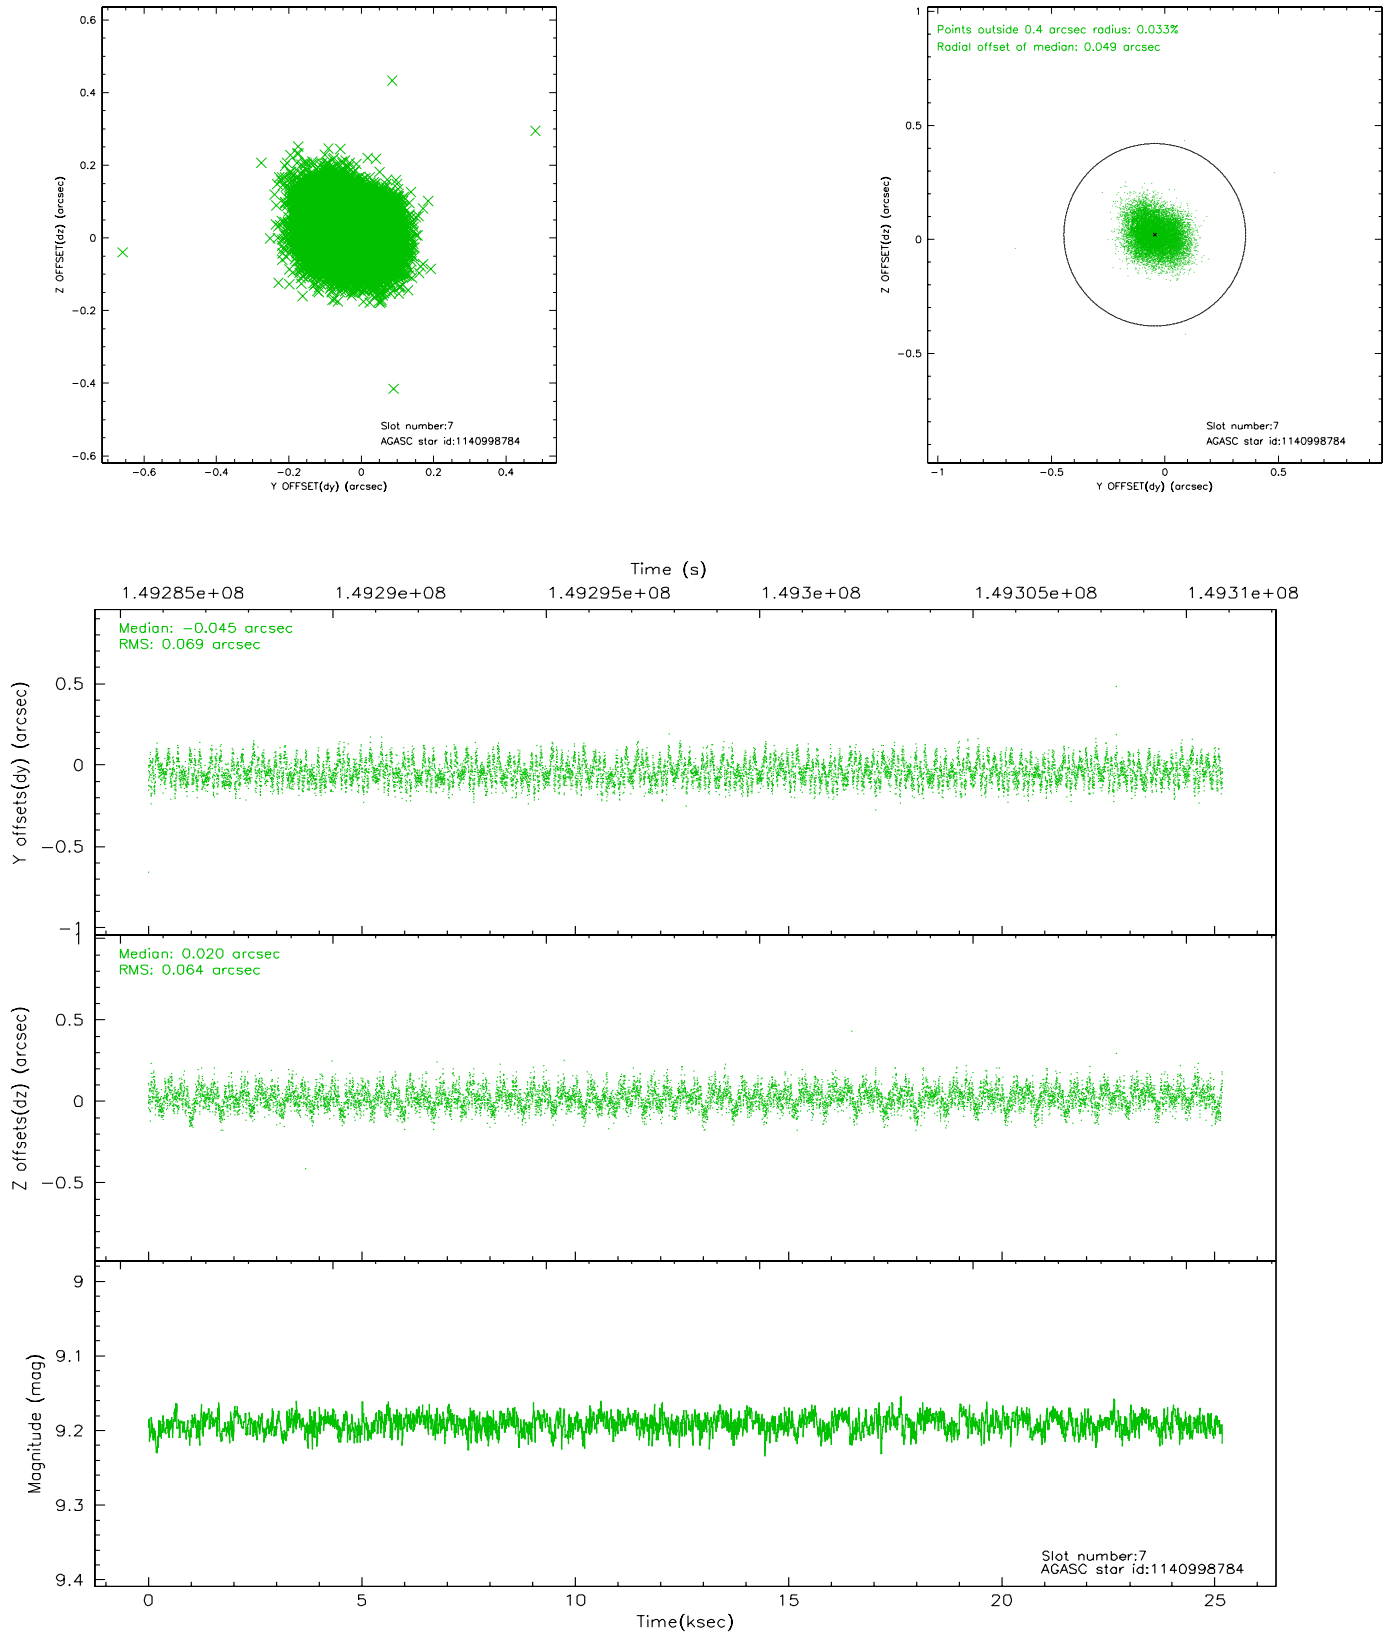 0.6
0.4
0.2
0
−0.2
−0.4
−0.6
Z OFFSET(dz) (arcsec)
−0.6 −0.4 −0.2 0 0.2 0.4
Y OFFSET(dy) (arcsec)
Slot number:7
AGASC star id:1140998784
1
0.5
0
−0.5
Z OFFSET(dz) (arcsec)
Points outside 0.4 arcsec radius: 0.033%
Radial offset of median: 0.049 arcsec
Slot number:7
AGASC star id:1140998784
−1 −0.5 0 0.5
Y OFFSET(dy) (arcsec)
Time (s)
1.49285e+08 1.4929e+08 1.49295e+08 1.493e+08 1.49305e+08 1.4931e+08
Median: −0.045 arcsec
RMS: 0.069 arcsec
0.5
0
−0.5
−1
Y offsets(dy) (arcsec)
Median: 0.020 arcsec
RMS: 0.064 arcsec
1
0.5
0
−0.5
Z offsets(dz) (arcsec)
9
9.1
9.2
9.3
9.4
Magnitude (mag)
Slot number:7
AGASC star id:1140998784
0 5 10 15 20 25
Time(ksec)